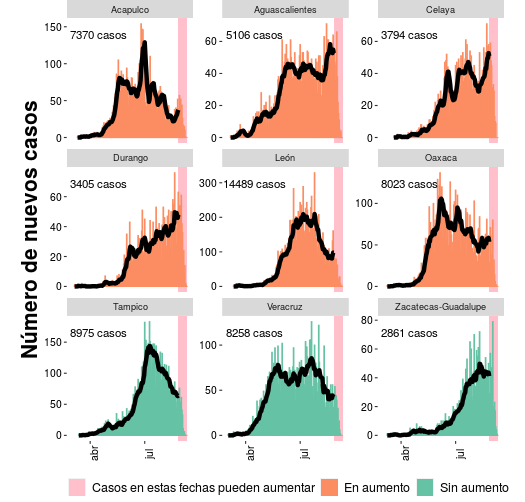 Número de nuevos casos
Acapulco
Aguascalientes
Celaya
150
100
50
0
7370 casos
60
40
20
0
5106 casos
60
40
20
0
3794 casos
Durango
León
Oaxaca
60
40
20
0
3405 casos
300
200
100
0
14489 casos
100
50
0
8023 casos
Tampico
Veracruz
Zacatecas-Guadalupe
150
100
50
0
8975 casos
100
50
0
8258 casos
80
60
40
20
0
2861 casos
abr
jul
abr
jul
abr
jul
Casos en estas fechas pueden aumentar
En aumento
Sin aumento